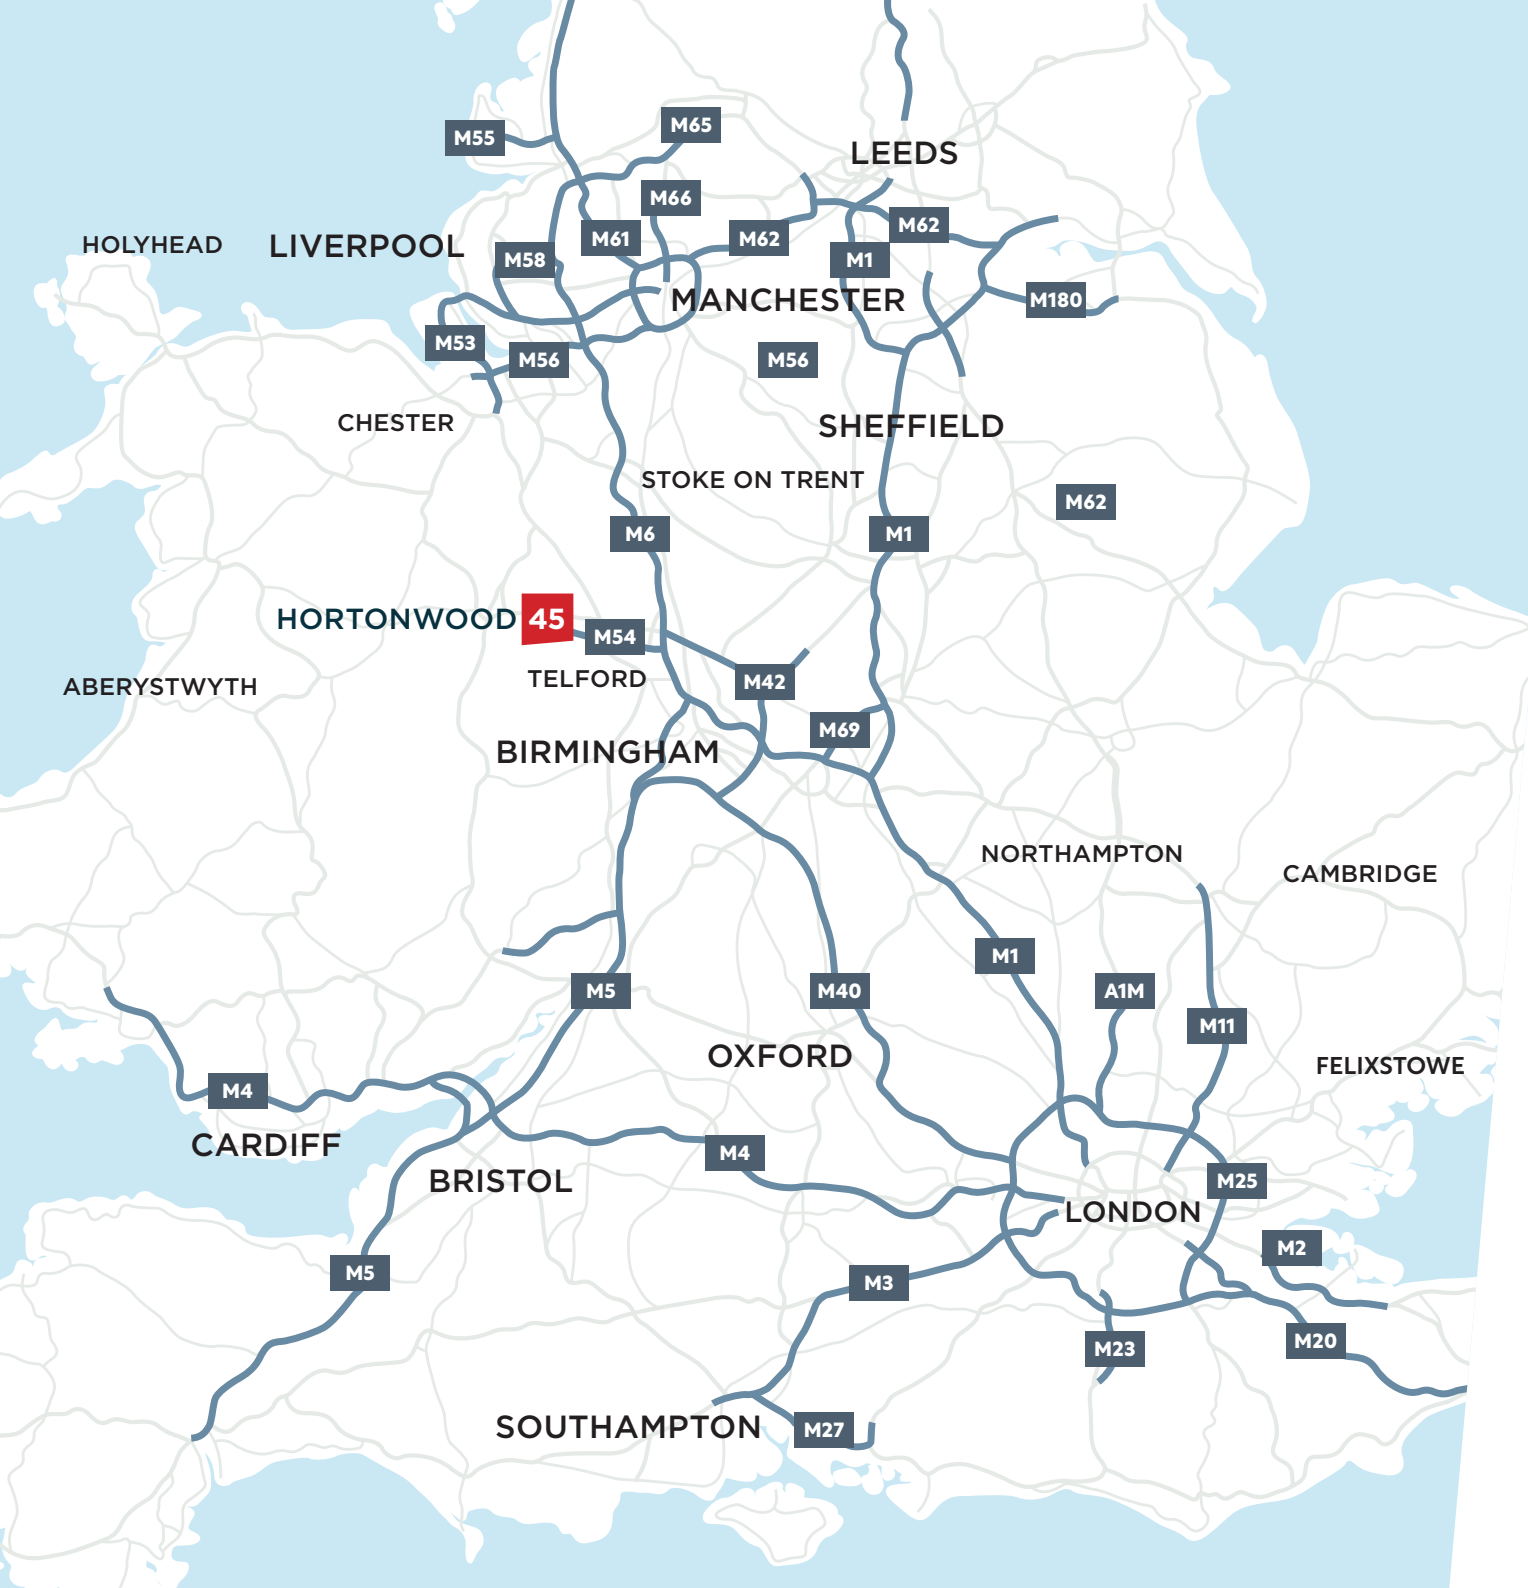 M65
M55
LEEDS
M66
M62
M61
M62
HOLYHEAD
LIVERPOOL
M58
M1
MANCHESTER
M180
M53
M56
M56
CHESTER
SHEFFIELD
STOKE ON TRENT
M62
M6
M1
HORTONWOOD 45
M54
TELFORD
M42
ABERYSTWYTH
M69
BIRMINGHAM
NORTHAMPTON
CAMBRIDGE
M1
M5
M40
A1M
M11
OXFORD
FELIXSTOWE
M4
CARDIFF
M4
BRISTOL
M25
LONDON
M2
M5
M3
M20
M23
SOUTHAMPTON
M27